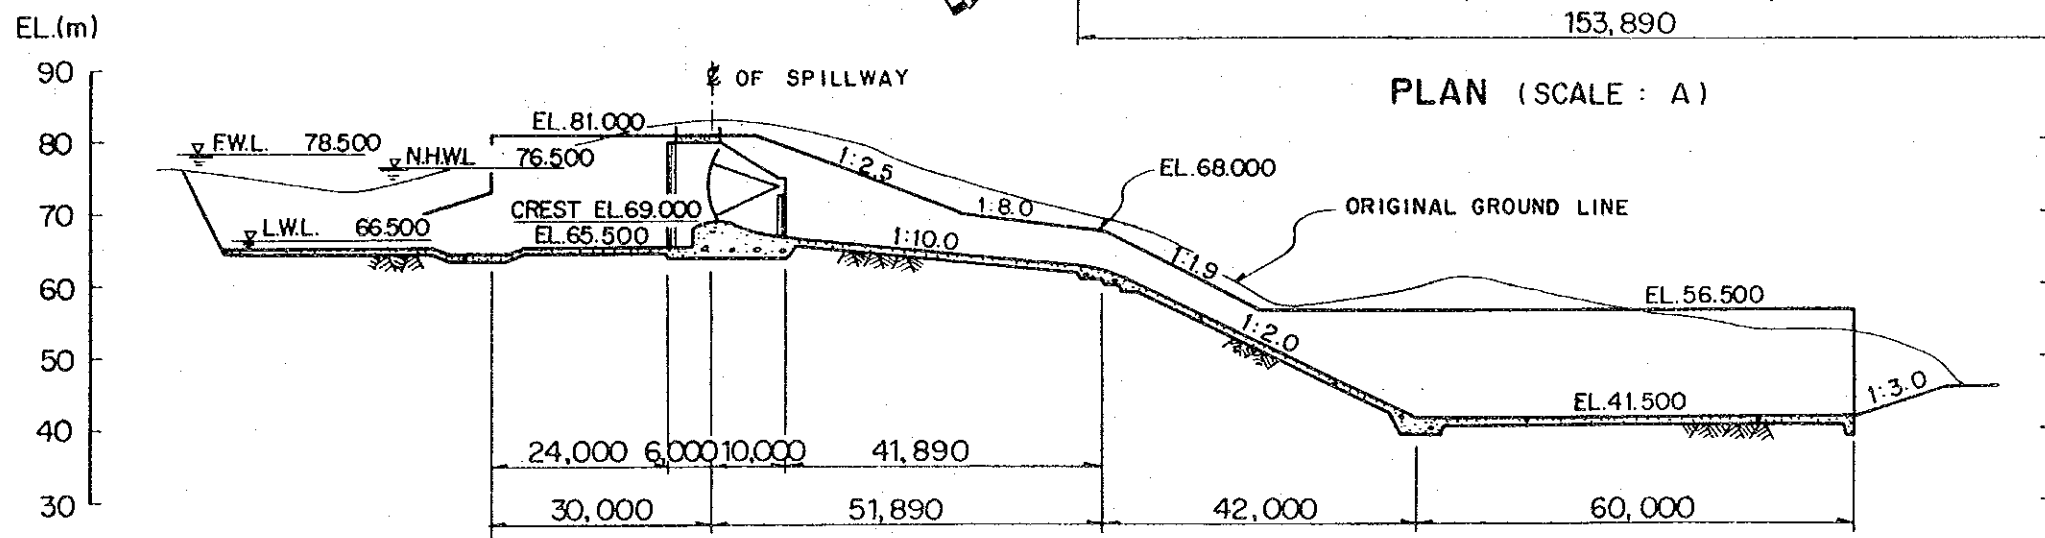 153,890
EL.(m)
90
80
70
60
50
40
30
℄ OF SPILLWAY
PLAN (SCALE : A)
EL.81.000
F.W.L. 78.500
N.H.W.L 76.500
1:2.5
EL.68.000
CREST EL.69.000
1:8.0
ORIGINAL GROUND LINE
L.W.L. 66.500
EL.65.500
1:10.0
1:1.9
EL.56.500
1:2.0
1:3.0
EL.41.500
24,000 6,000 10,000 41,890
30,000 51,890 42,000 60,000